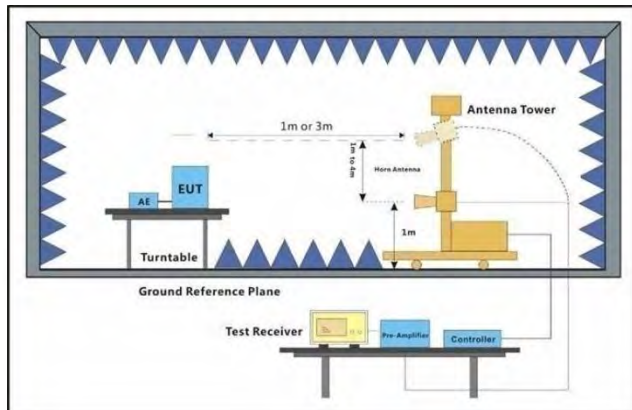 1m or 3m
Antenna Tower
1m to 4m
Horn Antenna
EUT
AE
1m
Turntable
Ground Reference Plane
Test Receiver
Pre-Amplifier
Controller